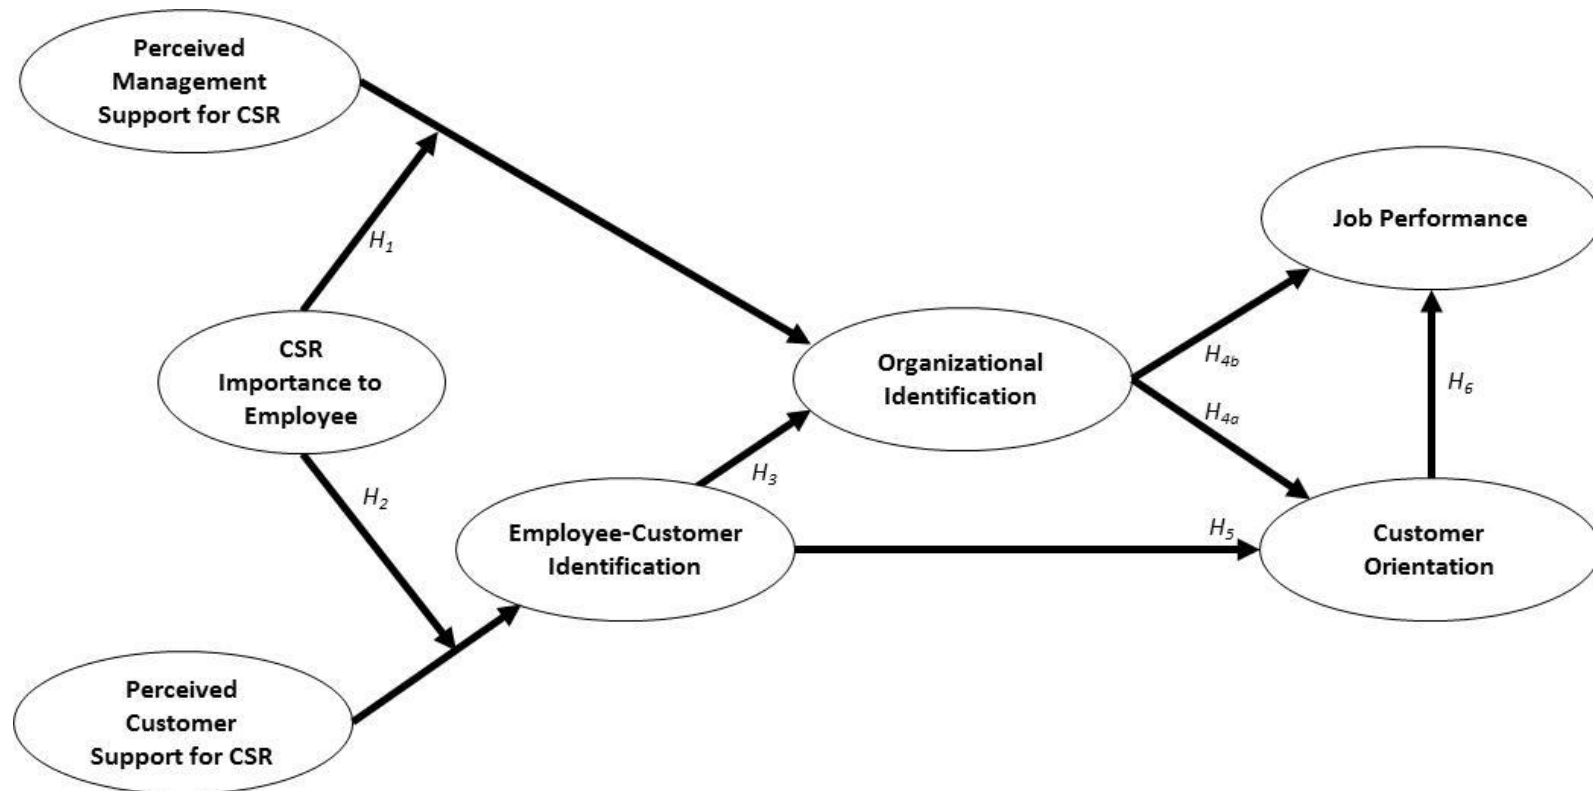 Perceived
Management
Support for CSR
Job Performance
H1
CSR
Importance to
Employee
Organizational
Identification
H4b
H4a
H6
H3
H2
Employee-Customer
Identification
H5
Customer
Orientation
Perceived
Customer
Support for CSR